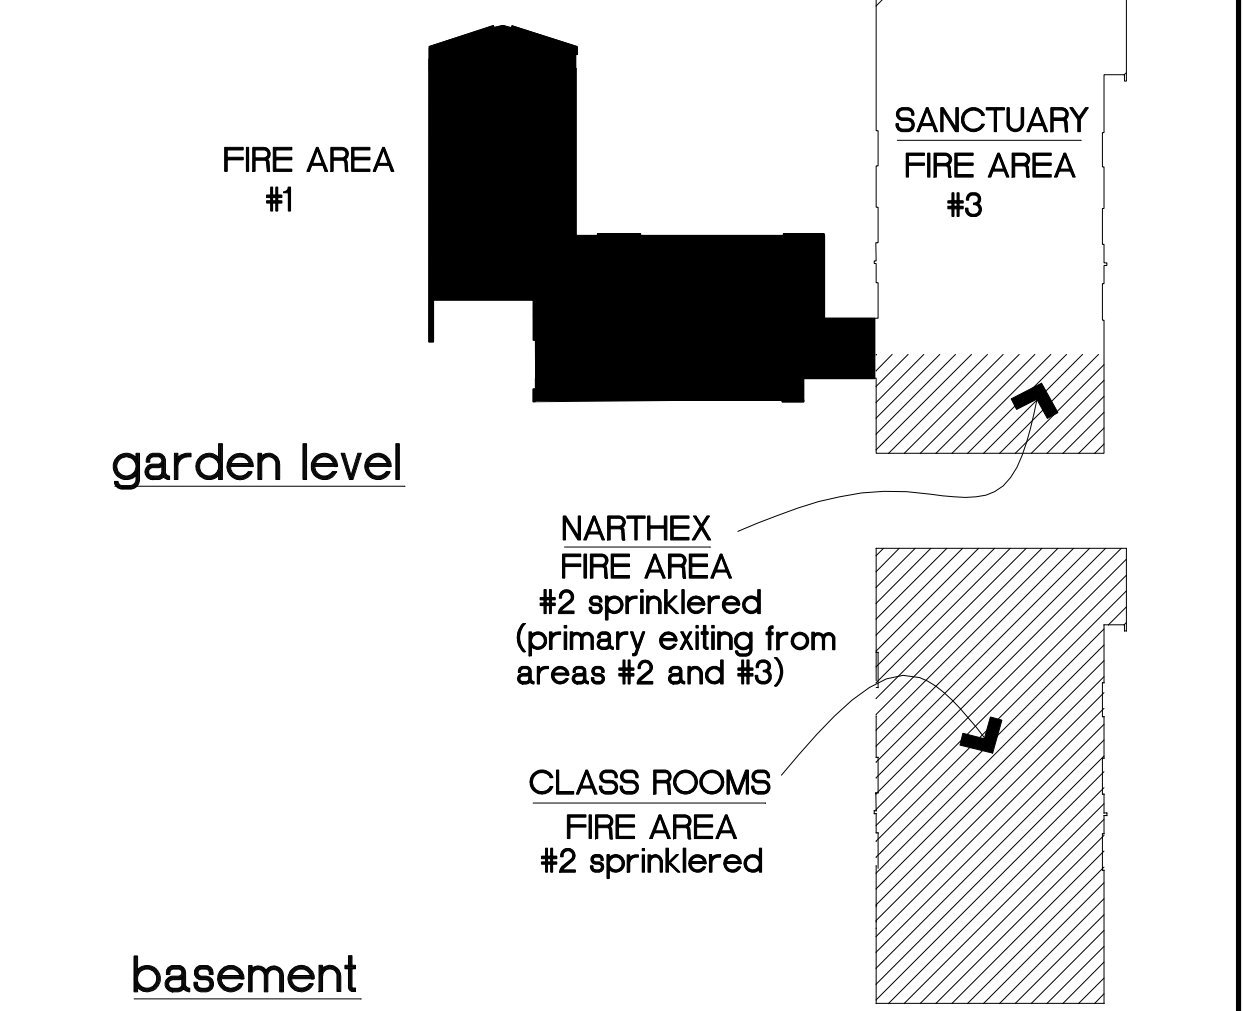 SANCTUARY
FIRE AREA
#3
FIRE AREA
#1
garden level
NARTHEX
FIRE AREA
#2 sprinklered
(primary exiting from
areas #2 and #3)
CLASS ROOMS
FIRE AREA
#2 sprinklered
basement